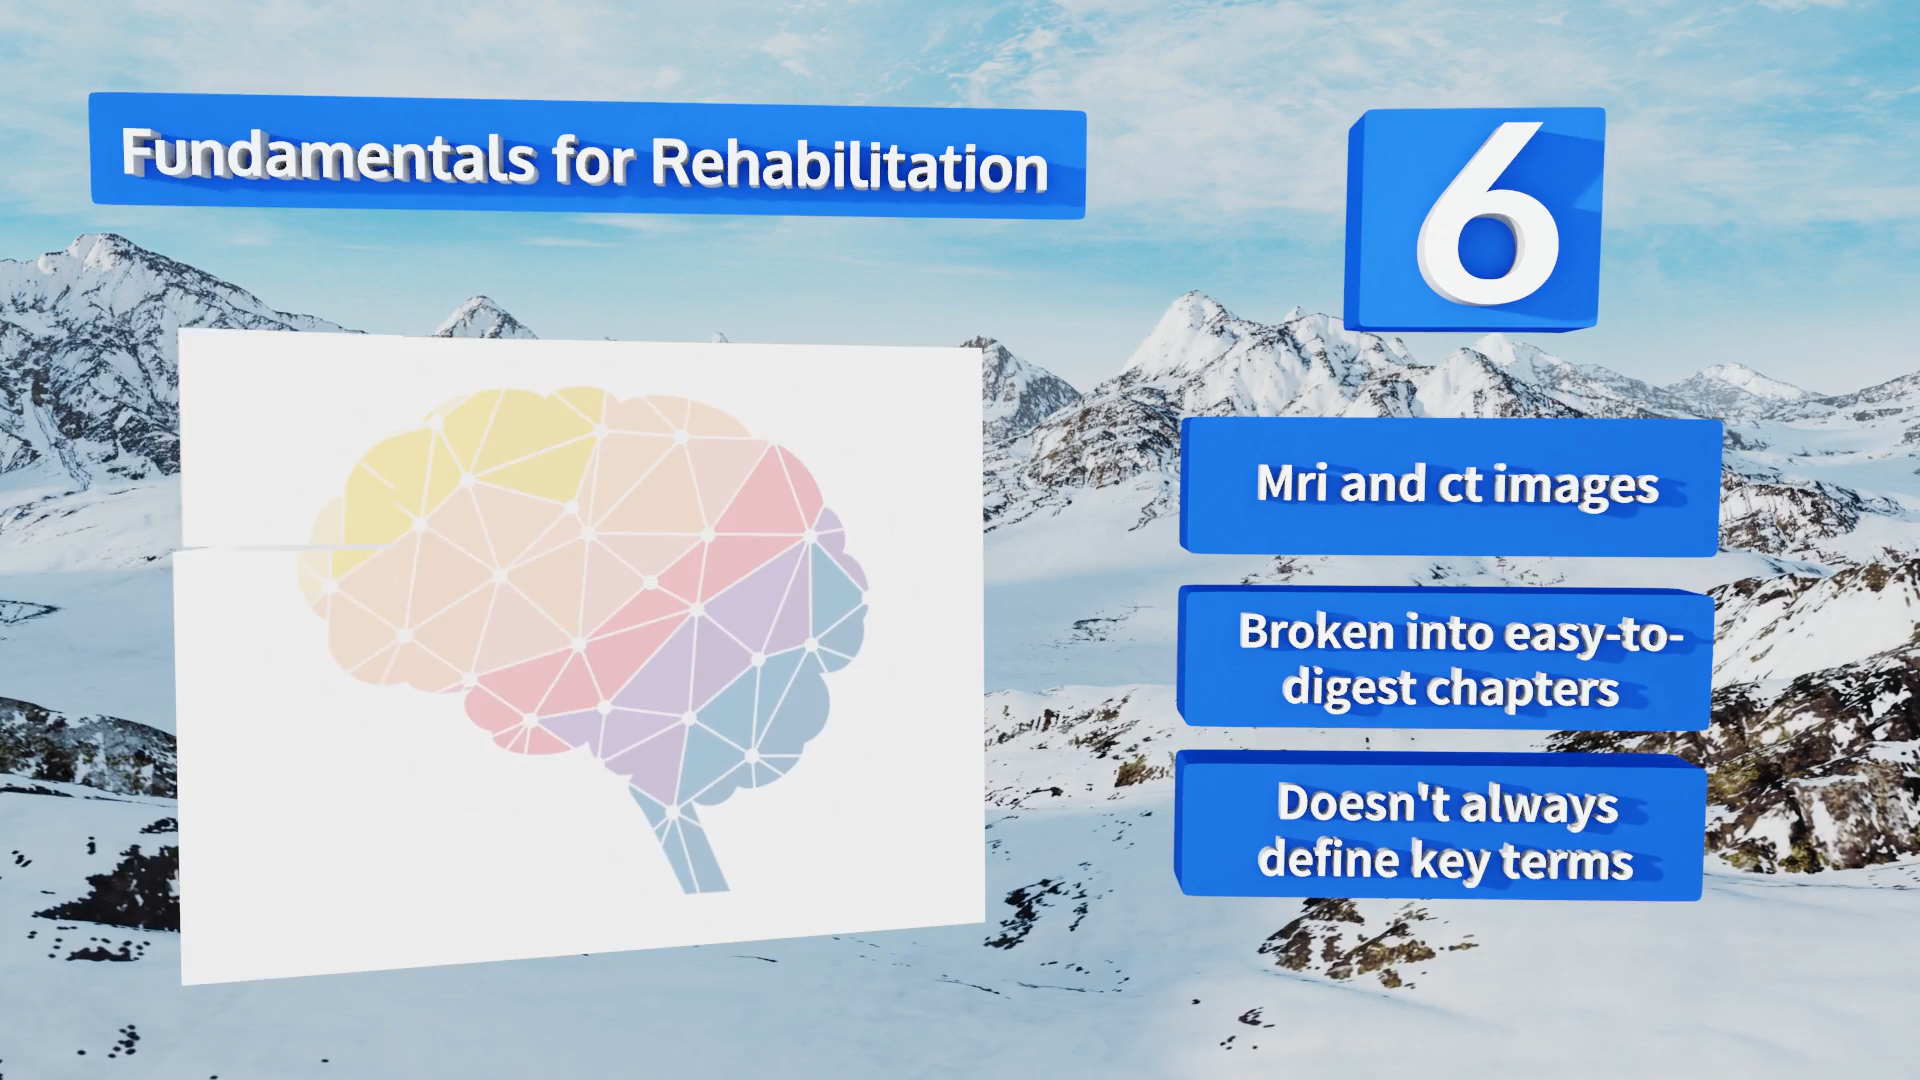 Fundamentals for Rehabilitation
6
Mri and ct images
Broken into easy-to-
digest chapters
Doesn't always
define key terms